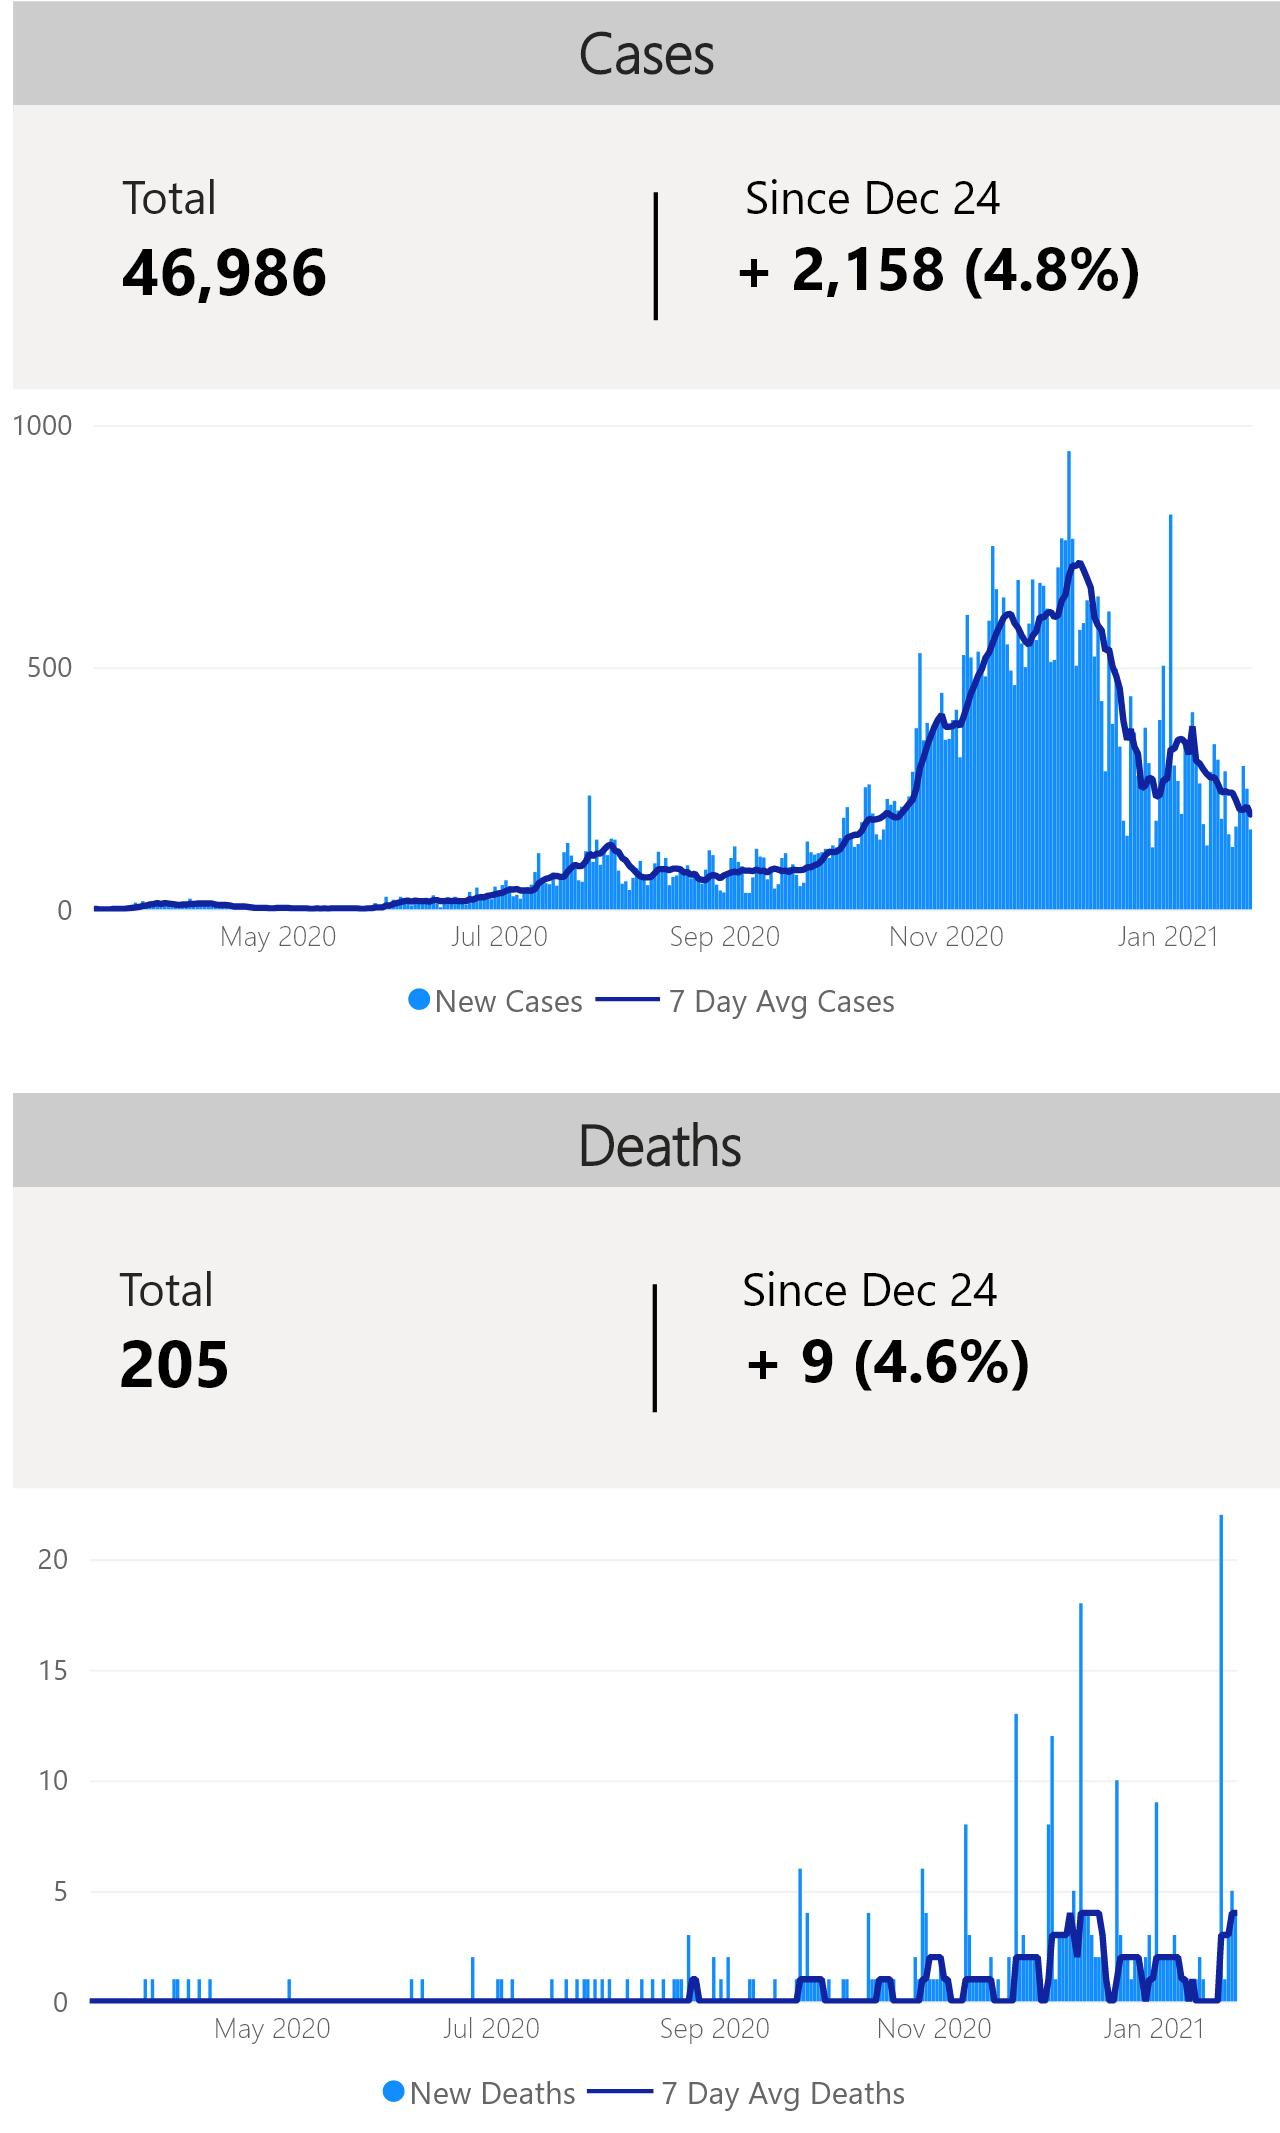 Cases
Total
Since Dec 24
46,986
+ 2,158 (4.8%)
1000
500
0
May 2020
Jul 2020
Sep 2020
Nov 2020
Jan 2021
New Cases
7 Day Avg Cases
Deaths
Total
Since Dec 24
205
+ 9 (4.6%)
20
15
10
5
0
May 2020
Jul 2020
Sep 2020
Nov 2020
Jan 2021
New Deaths
7 Day Avg Deaths